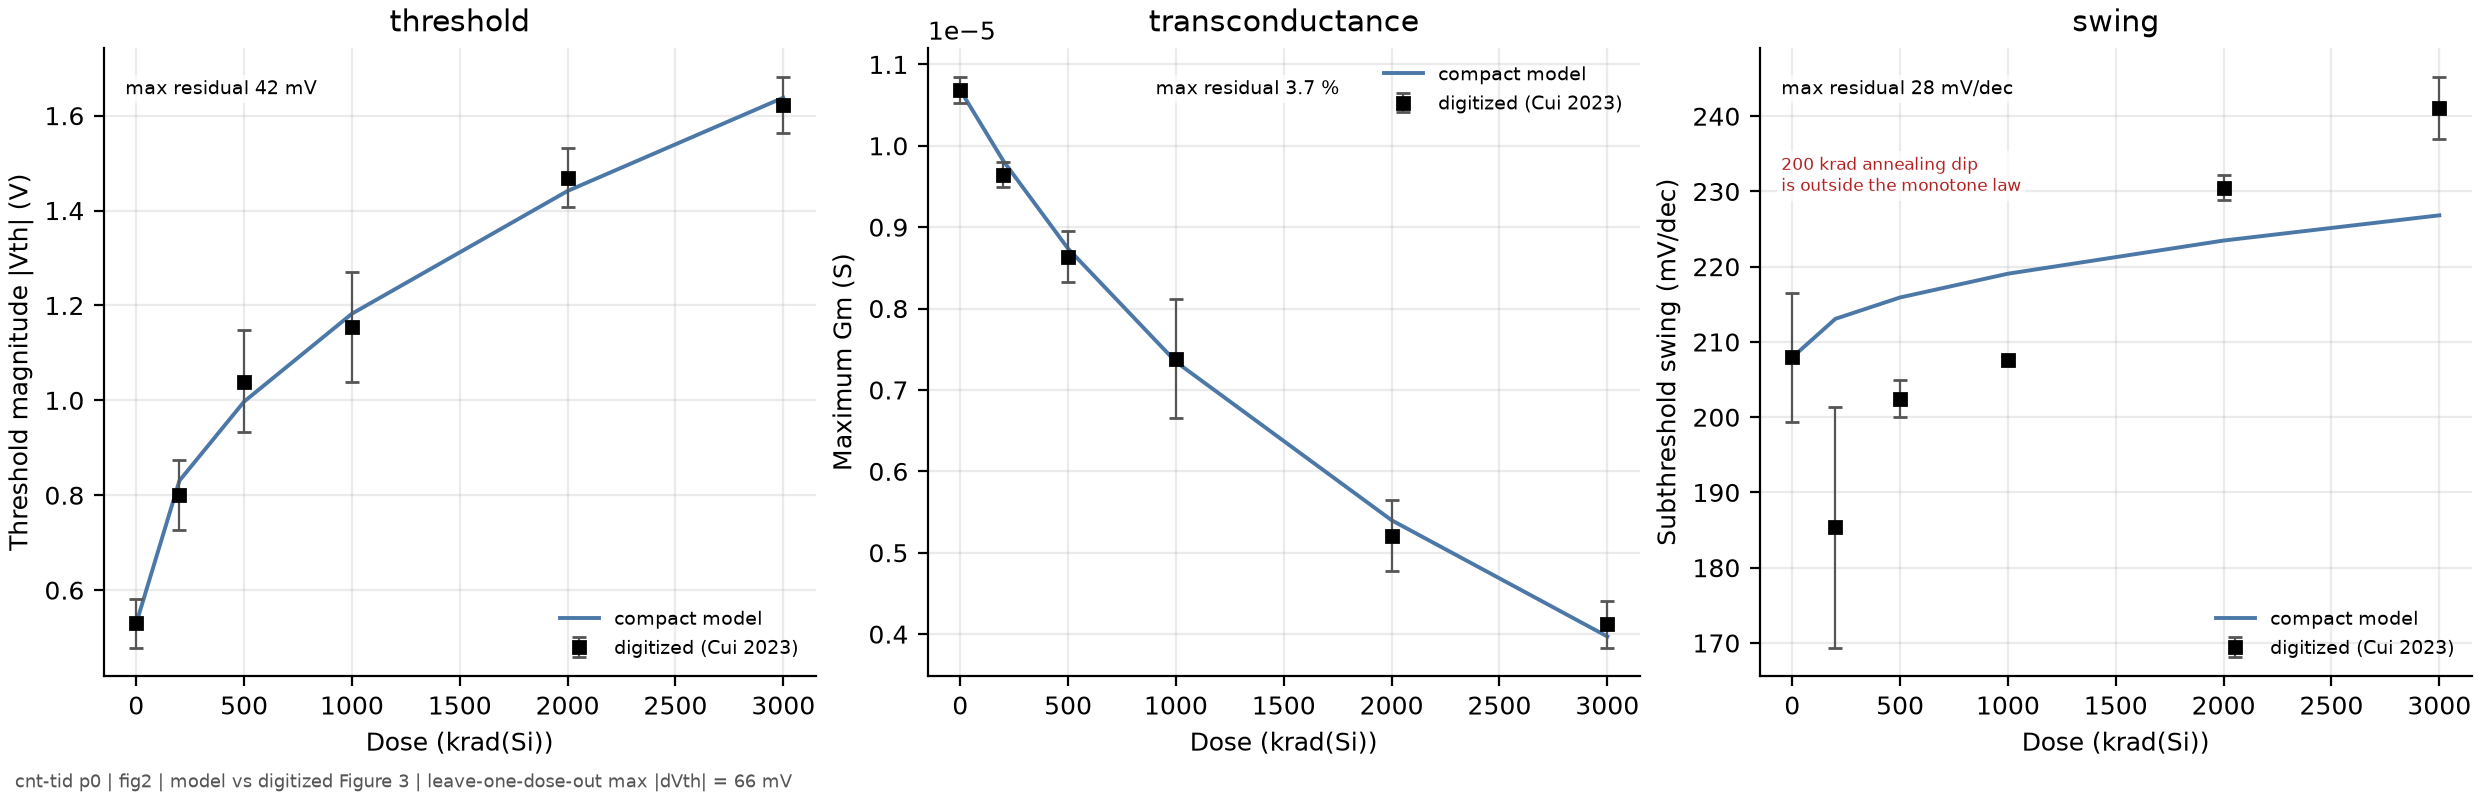 threshold
max residual 42 mV
Threshold magnitude |Vth| (V)
1.6
1.4
1.2
1.0
0.8
0.6
compact model
digitized (Cui 2023)
0 500 1000 1500 2000 2500 3000
Dose (krad(Si))
transconductance
1e−5
max residual 3.7 %
compact model
digitized (Cui 2023)
Maximum Gm (S)
1.1
1.0
0.9
0.8
0.7
0.6
0.5
0.4
0 500 1000 1500 2000 2500 3000
Dose (krad(Si))
swing
max residual 28 mV/dec
200 krad annealing dip
is outside the monotone law
Subthreshold swing (mV/dec)
240
230
220
210
200
190
180
170
compact model
digitized (Cui 2023)
0 500 1000 1500 2000 2500 3000
Dose (krad(Si))
cnt-tid p0 | fig2 | model vs digitized Figure 3 | leave-one-dose-out max |dVth| = 66 mV